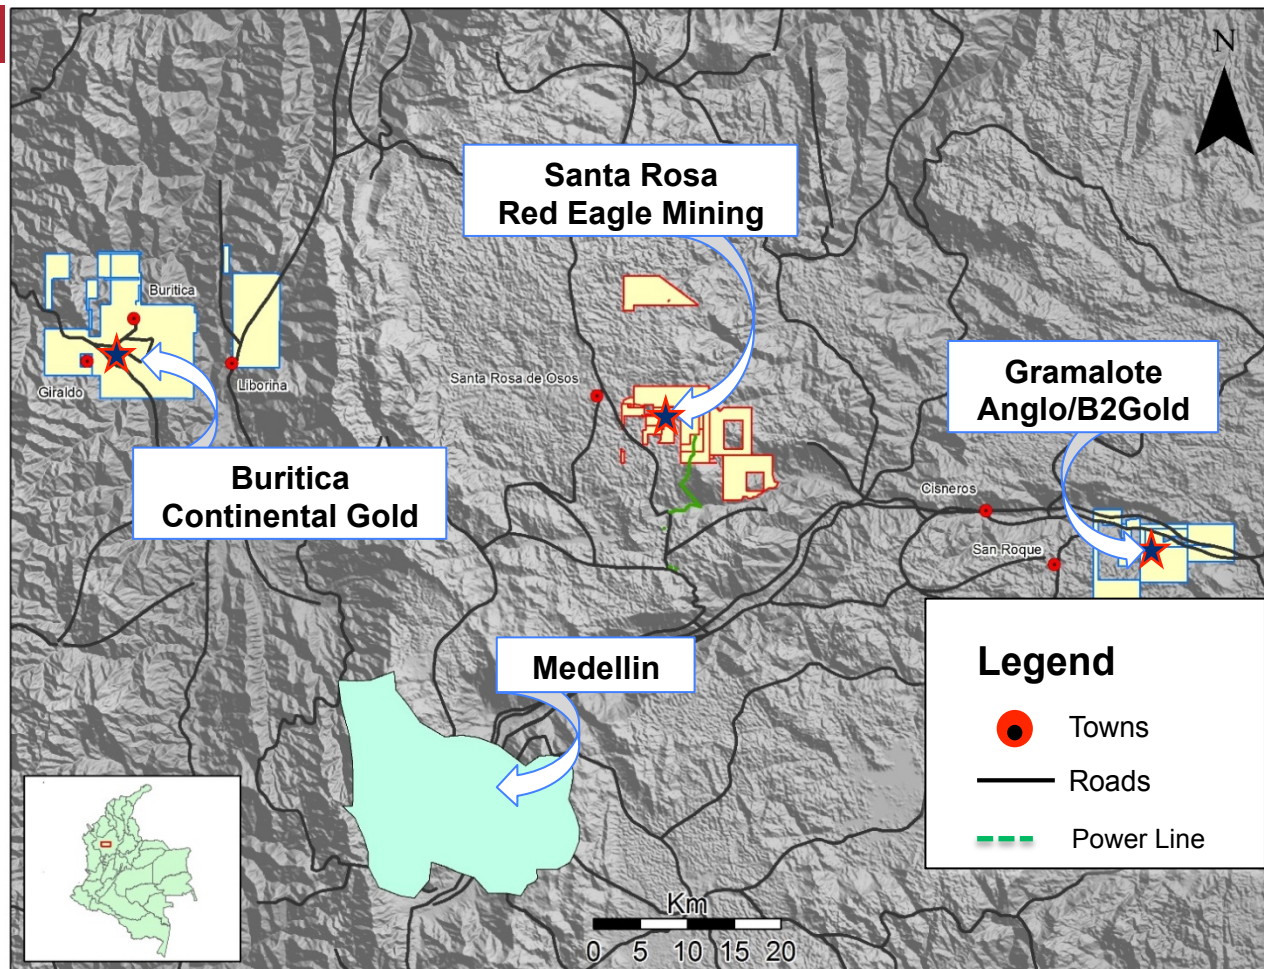 N
Santa Rosa
Red Eagle Mining
Buritica
Giraldo
Liborina
Santa Rosa de Osos
Gramalote
Anglo/B2Gold
Buritica
Continental Gold
Cisneros
San Roque
Medellin
Legend
Towns
Roads
Power Line
Km
0 5 10 15 20